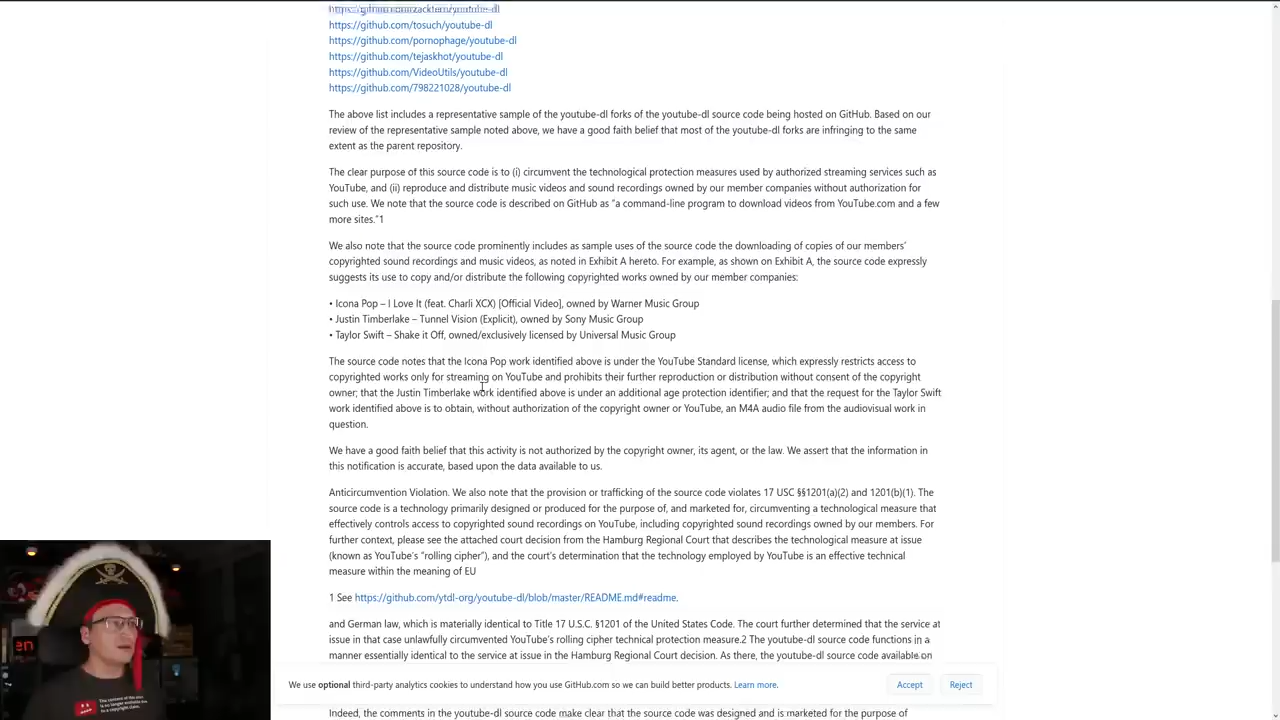 https://github.com/tosuch/youtube-dl
https://github.com/pornophage/youtube-dl
https://github.com/tejaskhot/youtube-dl
https://github.com/VideoUtils/youtube-dl
https://github.com/798221028/youtube-dl
The above list includes a representative sample of the youtube-dl forks of the youtube-dl source code being hosted on GitHub. Based on our
review of the representative sample noted above, we have a good faith belief that most of the youtube-dl forks are infringing to the same
extent as the parent repository.
The clear purpose of this source code is to (i) circumvent the technological protection measures used by authorized streaming services such as
YouTube, and (ii) reproduce and distribute music videos and sound recordings owned by our member companies without authorization for
such use. We note that the source code is described on GitHub as “a command-line program to download videos from YouTube.com and a few
more sites.”1
We also note that the source code prominently includes as sample uses of the source code the downloading of copies of our members’
copyrighted sound recordings and music videos, as noted in Exhibit A hereto. For example, as shown on Exhibit A, the source code expressly
suggests its use to copy and/or distribute the following copyrighted works owned by our member companies:
• Icona Pop – I Love It (feat. Charli XCX) [Official Video], owned by Warner Music Group
• Justin Timberlake – Tunnel Vision (Explicit), owned by Sony Music Group
• Taylor Swift – Shake it Off, owned/exclusively licensed by Universal Music Group
The source code notes that the Icona Pop work identified above is under the YouTube Standard license, which expressly restricts access to
copyrighted works only for streaming on YouTube and prohibits their further reproduction or distribution without consent of the copyright
owner; that the Justin Timberlake work identified above is under an additional age protection identifier; and that the request for the Taylor Swift
work identified above is to obtain, without authorization of the copyright owner or YouTube, an M4A audio file from the audiovisual work in
question.
We have a good faith belief that this activity is not authorized by the copyright owner, its agent, or the law. We assert that the information in
this notification is accurate, based upon the data available to us.
Anticircumvention Violation. We also note that the provision or trafficking of the source code violates 17 USC §§1201(a)(2) and 1201(b)(1). The
source code is a technology primarily designed or produced for the purpose of, and marketed for, circumventing a technological measure that
effectively controls access to copyrighted sound recordings on YouTube, including copyrighted sound recordings owned by our members. For
further context, please see the attached court decision from the Hamburg Regional Court that describes the technological measure at issue
(known as YouTube’s “rolling cipher”), and the court’s determination that the technology employed by YouTube is an effective technical
measure within the meaning of EU
1 See https://github.com/ytdl-org/youtube-dl/blob/master/README.md#readme.
and German law, which is materially identical to Title 17 U.S.C. §1201 of the United States Code. The court further determined that the service at
issue in that case unlawfully circumvented YouTube’s rolling cipher technical protection measure.2 The youtube-dl source code functions in a
manner essentially identical to the service at issue in the Hamburg Regional Court decision. As there, the youtube-dl source code available on
We use optional third-party analytics cookies to understand how you use GitHub.com so we can build better products. Learn more.
Accept
Reject
Indeed, the comments in the youtube-dl source code make clear that the source code was designed and is marketed for the purpose of
en